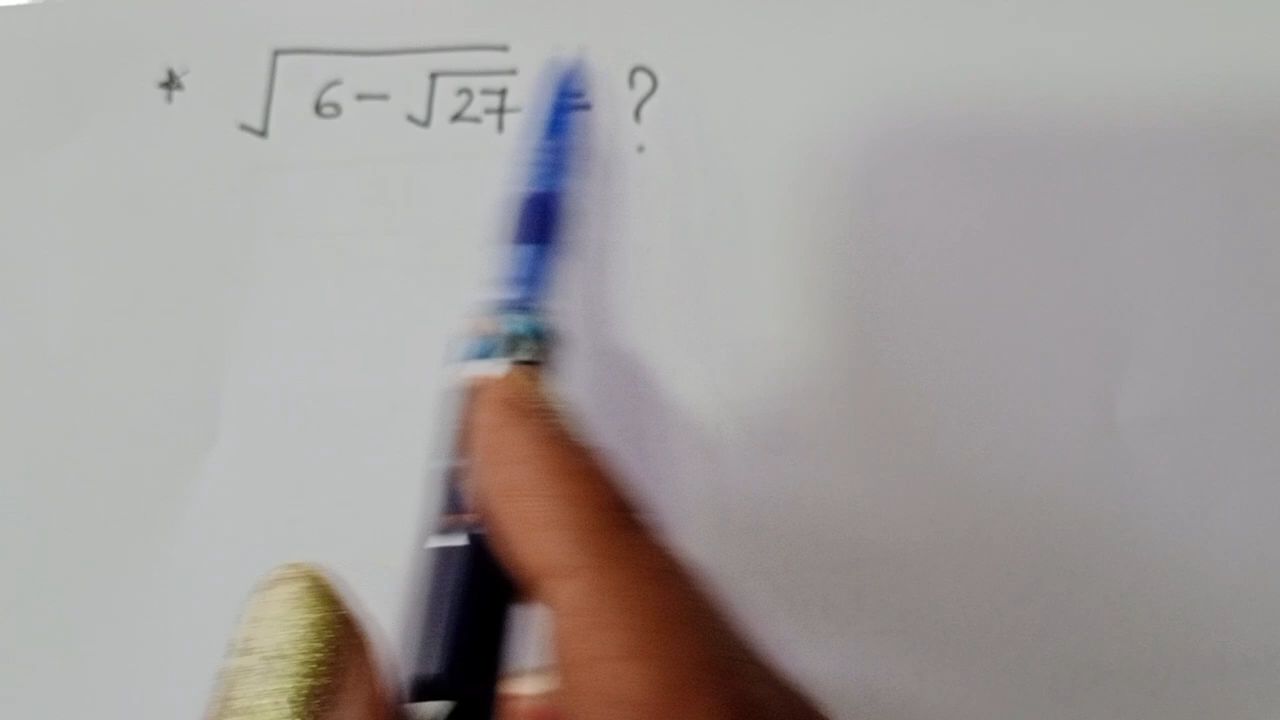 * √(6-√27) = ?